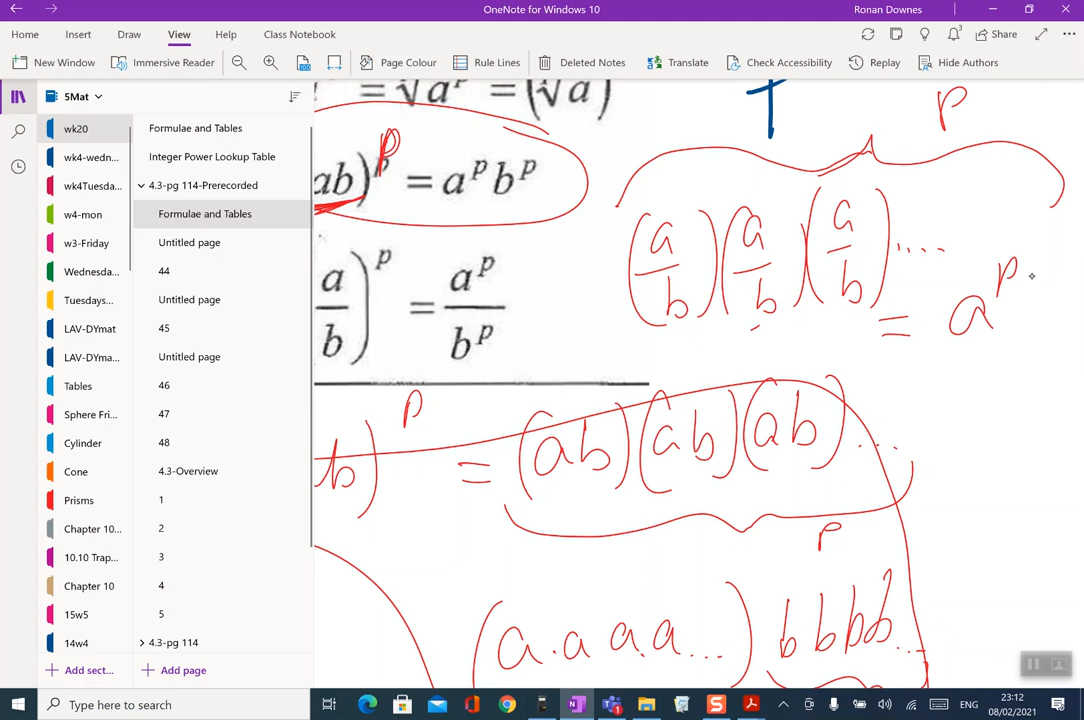 OneNote for Windows 10
Ronan Downes
Home Insert Draw View Help Class Notebook
Share
New Window Immersive Reader Page Colour Rule Lines Deleted Notes Translate Check Accessibility Replay Hide Authors
5Mat
wk20
wk4-wedn...
wk4Tuesda...
w4-mon
w3-Friday
Wednesda...
Tuesdays...
LAV-DYmat
LAV-DYma...
Tables
Sphere Fri...
Cylinder
Cone
Prisms
Chapter 10...
10.10 Trap...
Chapter 10
15w5
14w4
Add sect...
Formulae and Tables
Integer Power Lookup Table
4.3-pg 114-Prerecorded
Formulae and Tables
Untitled page
44
Untitled page
45
Untitled page
46
47
48
4.3-Overview
1
2
3
4
5
4.3-pg 114
Add page
ab)^p = a^p b^p
p
a/b)^p = a^p/b^p
p
(a/b)(a/b)(a/b)....
= a^p
b)^p = (ab)(ab)(ab)...
p
(a.a a.a...) b b b b...
Type here to search
ENG
23:12
08/02/2021